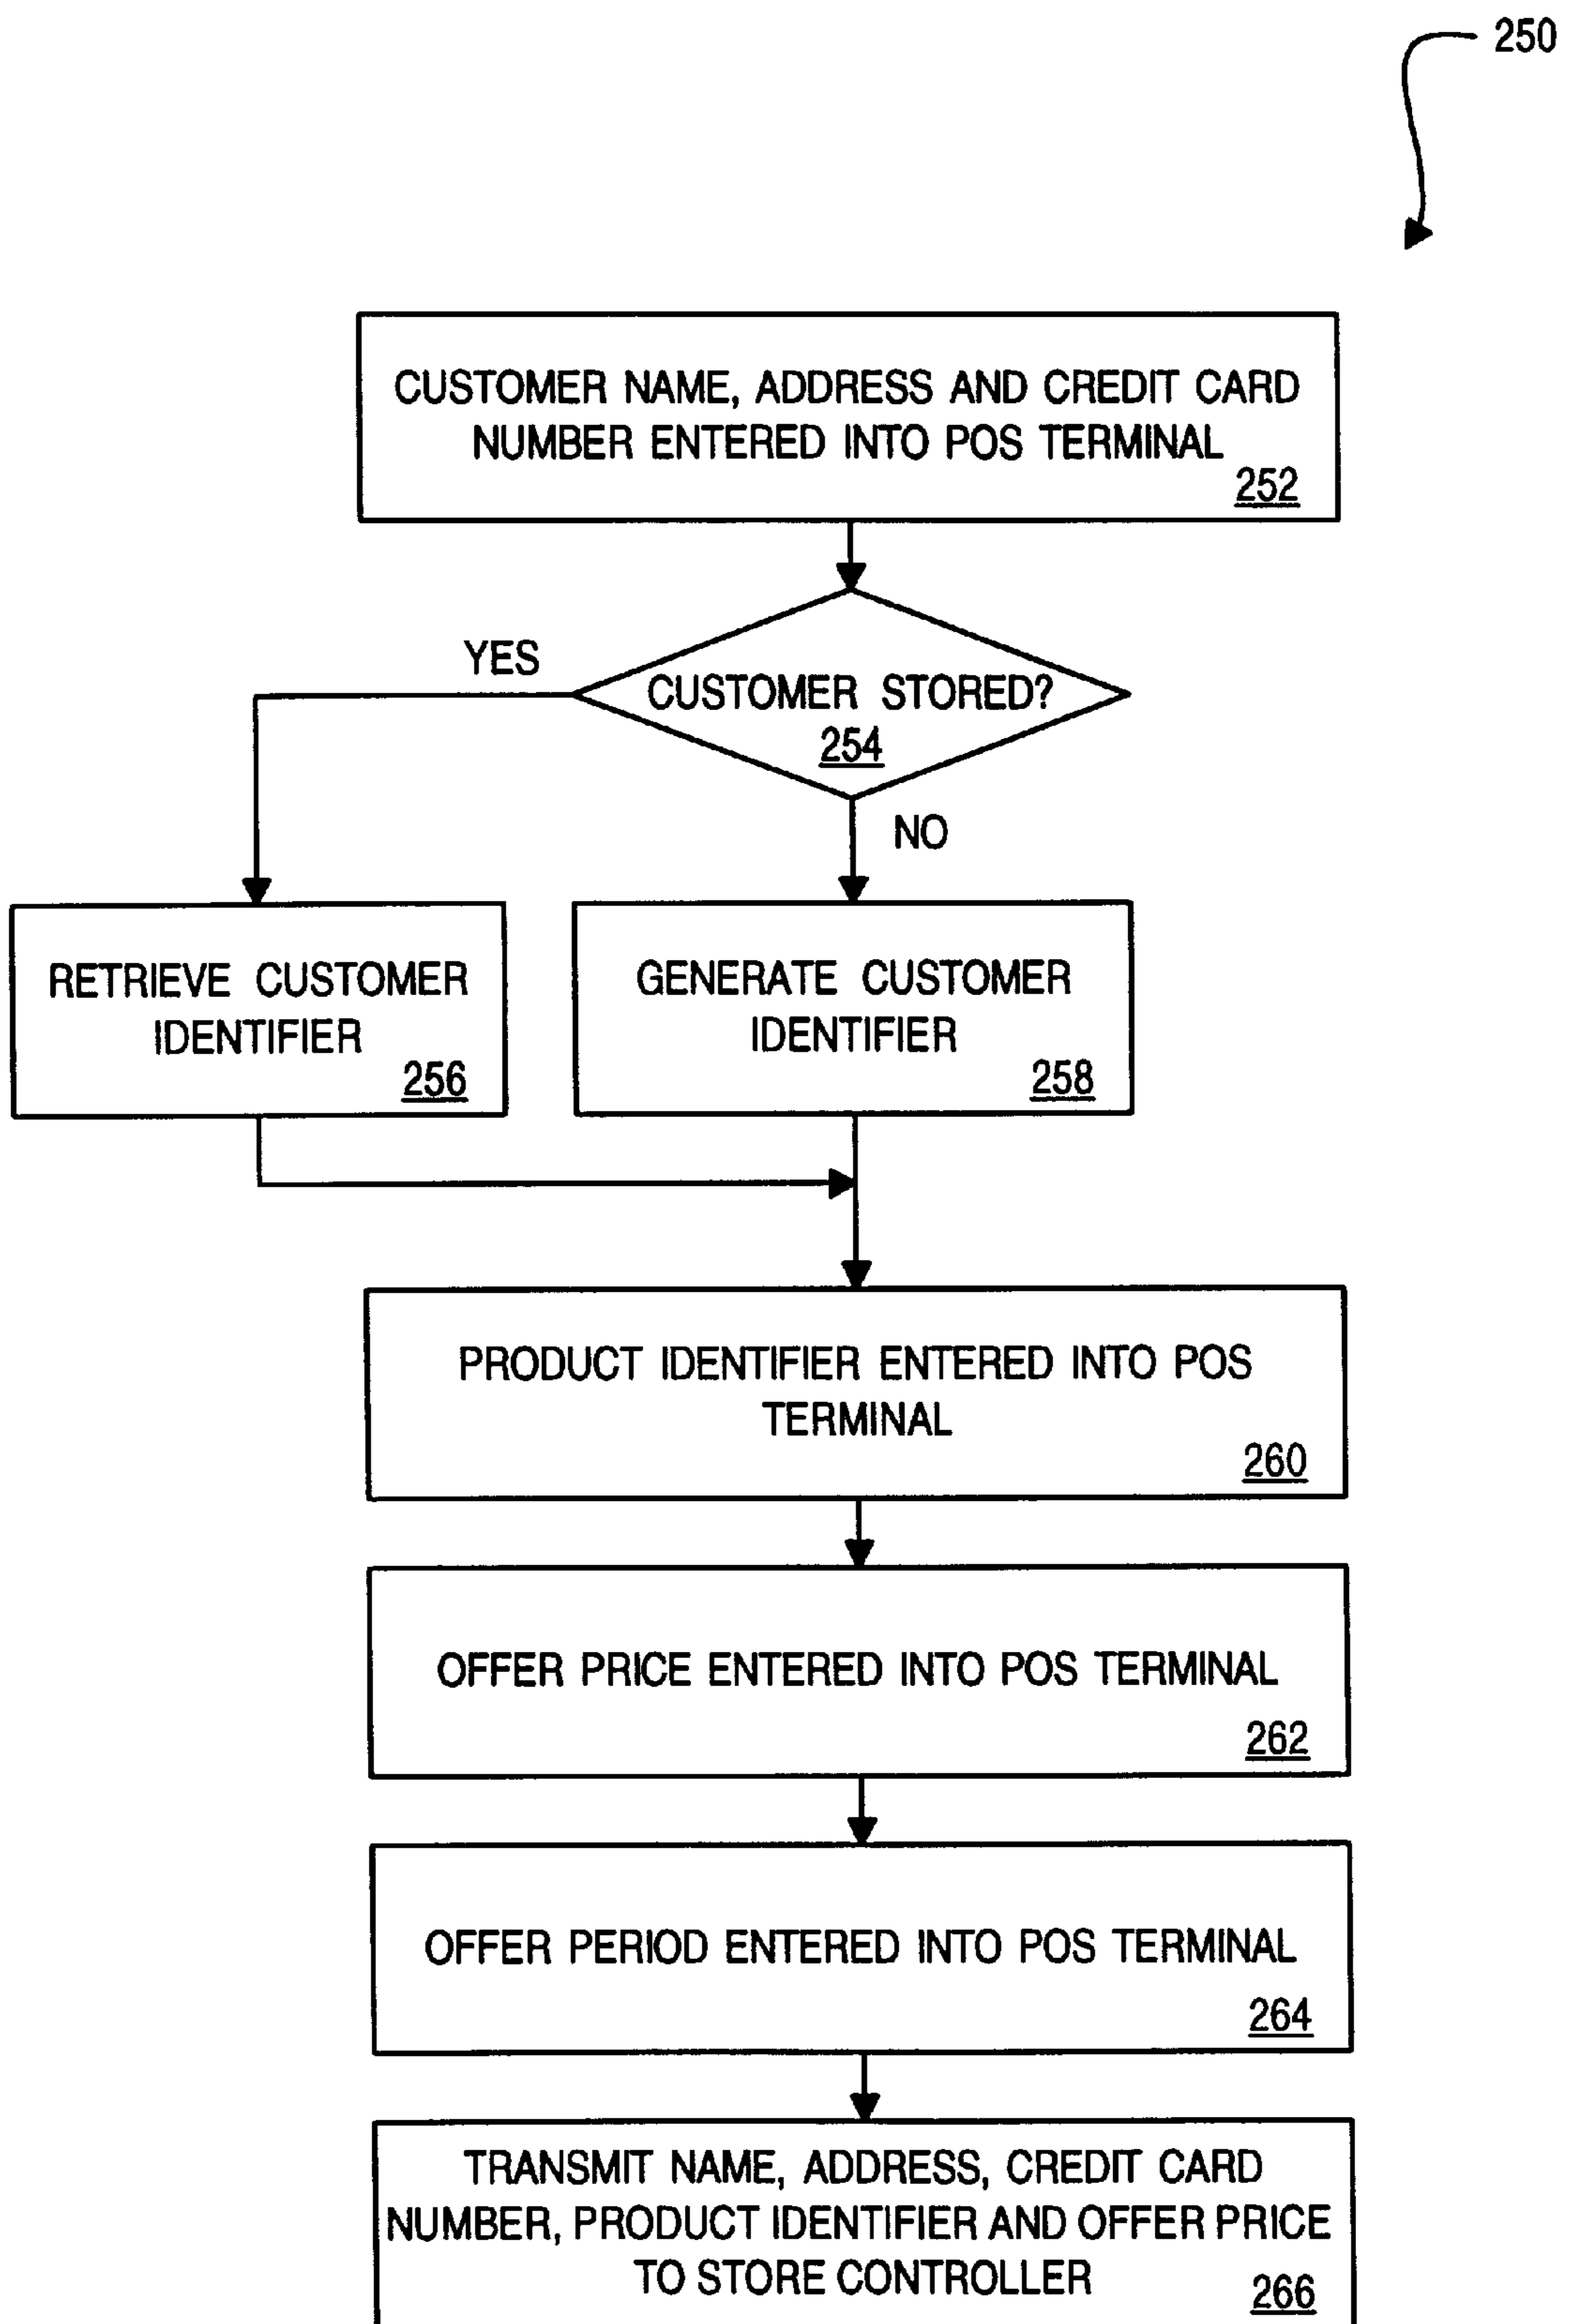 250
CUSTOMER NAME, ADDRESS AND CREDIT CARD
NUMBER ENTERED INTO POS TERMINAL
252
YES
CUSTOMER STORED?
254
NO
RETRIEVE CUSTOMER
IDENTIFIER
256
GENERATE CUSTOMER
IDENTIFIER
258
PRODUCT IDENTIFIER ENTERED INTO POS
TERMINAL
260
OFFER PRICE ENTERED INTO POS TERMINAL
262
OFFER PERIOD ENTERED INTO POS TERMINAL
264
TRANSMIT NAME, ADDRESS, CREDIT CARD
NUMBER, PRODUCT IDENTIFIER AND OFFER PRICE
TO STORE CONTROLLER
266